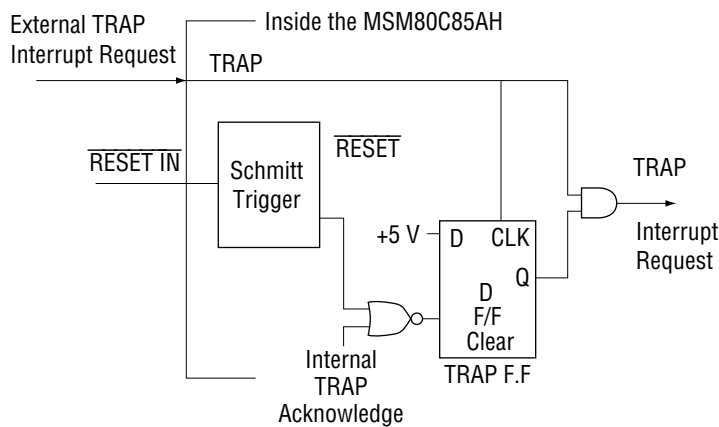 External TRAP
Interrupt Request
Inside the MSM80C85AH
TRAP
RESET IN
Schmitt
Trigger
RESET
+5 V
D
CLK
Q
D
F/F
Clear
TRAP F.F
Internal
TRAP
Acknowledge
TRAP
Interrupt
Request